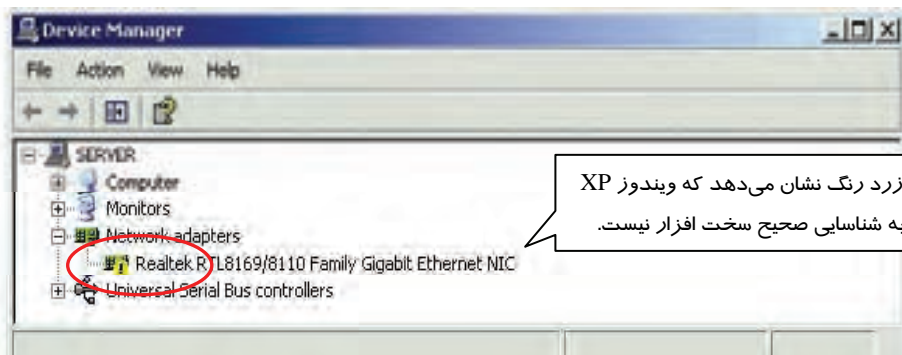 Device Manager
File Action View Help
SERVER
Computer
Monitors
Network adapters
Realtek RTL8169/8110 Family Gigabit Ethernet NIC
Universal Serial Bus controllers
زرد رنگ نشان می‌دهد که ویندوز XP
به شناسایی صحیح سخت افزار نیست.